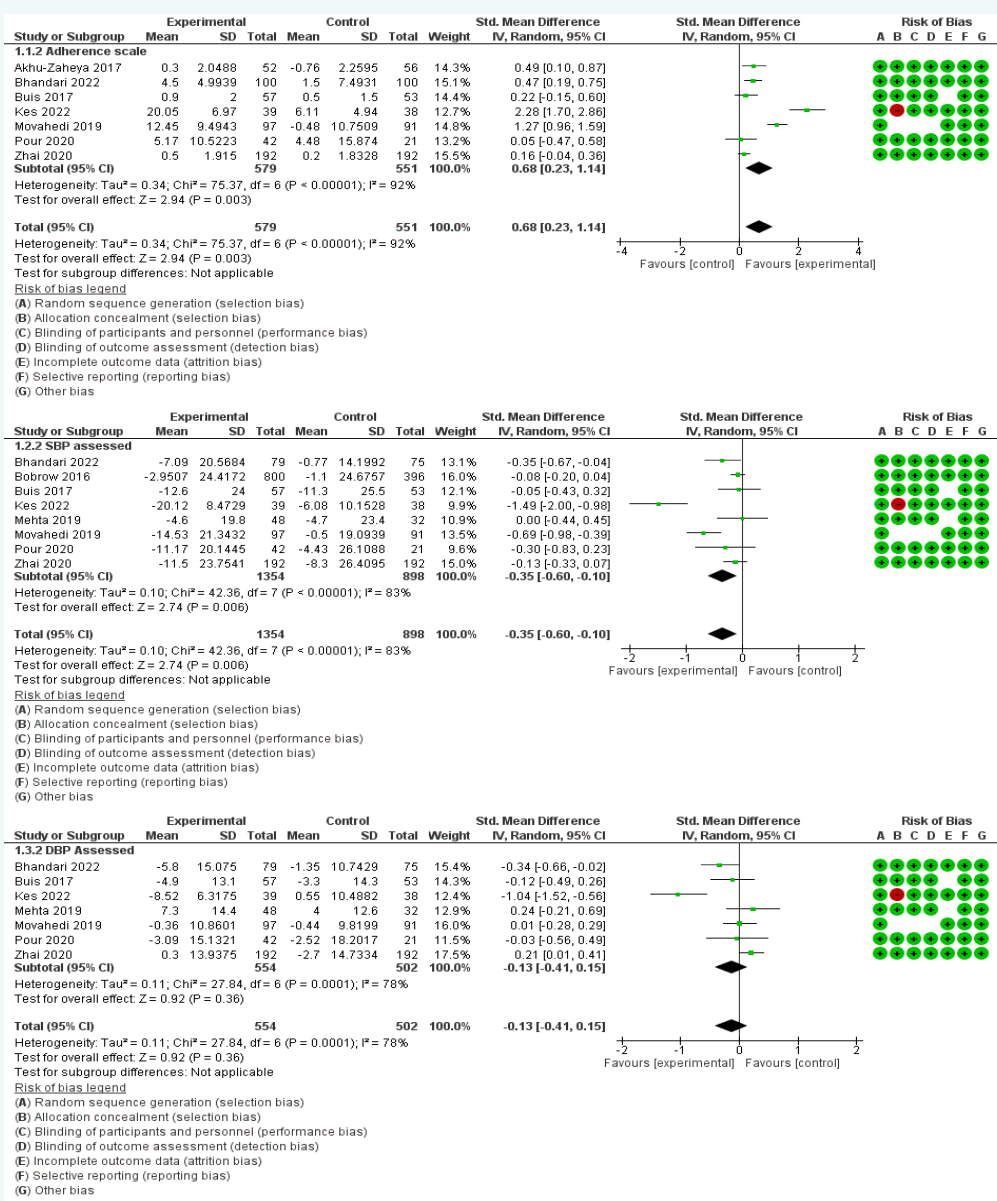 Experimental Control Std. Mean Difference Std. Mean Difference Risk of Bias
Study or Subgroup Mean SD Total Mean SD Total Weight IV, Random, 95% CI IV, Random, 95% CI A B C D E F G
1.1.2 Adherence scale
Akhu-Zaheya 2017 0.3 2.0488 52 -0.76 2.2595 56 14.3% 0.49 [0.10, 0.87]
Bhandari 2022 4.5 4.9939 100 1.5 7.4931 100 15.1% 0.47 [0.19, 0.75]
Buis 2017 0.9 2 57 0.5 1.5 53 14.4% 0.22 [-0.15, 0.60]
Kes 2022 20.05 6.97 39 6.11 4.94 38 12.7% 2.28 [1.70, 2.86]
Movahedi 2019 12.45 9.4943 97 -0.48 10.7509 91 14.8% 1.27 [0.96, 1.59]
Pour 2020 5.17 10.5223 42 4.48 15.874 21 13.2% 0.05 [-0.47, 0.58]
Zhai 2020 0.5 1.915 192 0.2 1.8328 192 15.5% 0.16 [-0.04, 0.36]
Subtotal (95% CI) 579 551 100.0% 0.68 [0.23, 1.14]
Heterogeneity: Tau² = 0.34; Chi² = 75.37, df = 6 (P < 0.00001); I² = 92%
Test for overall effect: Z = 2.94 (P = 0.003)
Total (95% CI) 579 551 100.0% 0.68 [0.23, 1.14]
Heterogeneity: Tau² = 0.34; Chi² = 75.37, df = 6 (P < 0.00001); I² = 92%
Test for overall effect: Z = 2.94 (P = 0.003)
Test for subgroup differences: Not applicable
-4 -2 0 2 4
Favours [control] Favours [experimental]
Risk of bias legend
(A) Random sequence generation (selection bias)
(B) Allocation concealment (selection bias)
(C) Blinding of participants and personnel (performance bias)
(D) Blinding of outcome assessment (detection bias)
(E) Incomplete outcome data (attrition bias)
(F) Selective reporting (reporting bias)
(G) Other bias
Experimental Control Std. Mean Difference Std. Mean Difference Risk of Bias
Study or Subgroup Mean SD Total Mean SD Total Weight IV, Random, 95% CI IV, Random, 95% CI A B C D E F G
1.2.2 SBP assessed
Bhandari 2022 -7.09 20.5684 79 -0.77 14.1992 75 13.1% -0.35 [-0.67, -0.04]
Bobrow 2016 -2.9507 24.4172 800 -1.1 24.6757 396 16.0% -0.08 [-0.20, 0.04]
Buis 2017 -12.6 24 57 -11.3 25.5 53 12.1% -0.05 [-0.43, 0.32]
Kes 2022 -20.12 8.4729 39 -6.08 10.1528 38 9.7% -1.49 [-2.00, -0.98]
Mehta 2019 -4.6 19.8 48 -4.7 23.4 32 10.9% 0.00 [-0.44, 0.45]
Movahedi 2019 -14.53 21.3432 97 -0.5 19.0939 91 13.4% -0.69 [-0.98, -0.39]
Pour 2020 -11.17 20.1445 42 -4.43 26.1088 21 9.6% -0.30 [-0.83, 0.23]
Zhai 2020 -11.5 23.7541 192 -8.3 26.4095 192 15.0% -0.13 [-0.33, 0.07]
Subtotal (95% CI) 1354 898 100.0% -0.35 [-0.60, -0.10]
Heterogeneity: Tau² = 0.10; Chi² = 42.36, df = 7 (P < 0.00001); I² = 83%
Test for overall effect: Z = 2.74 (P = 0.006)
Total (95% CI) 1354 898 100.0% -0.35 [-0.60, -0.10]
Heterogeneity: Tau² = 0.10; Chi² = 42.36, df = 7 (P < 0.00001); I² = 83%
Test for overall effect: Z = 2.74 (P = 0.006)
Test for subgroup differences: Not applicable
-2 -1 0 1 2
Favours [experimental] Favours [control]
Risk of bias legend
(A) Random sequence generation (selection bias)
(B) Allocation concealment (selection bias)
(C) Blinding of participants and personnel (performance bias)
(D) Blinding of outcome assessment (detection bias)
(E) Incomplete outcome data (attrition bias)
(F) Selective reporting (reporting bias)
(G) Other bias
Experimental Control Std. Mean Difference Std. Mean Difference Risk of Bias
Study or Subgroup Mean SD Total Mean SD Total Weight IV, Random, 95% CI IV, Random, 95% CI A B C D E F G
1.3.2 DBP Assessed
Bhandari 2022 -5.8 15.075 79 -1.35 10.7429 75 15.4% -0.34 [-0.66, -0.02]
Buis 2017 -4.9 13.1 57 -3.3 14.3 53 14.3% -0.12 [-0.49, 0.26]
Kes 2022 -8.52 6.3175 39 0.55 10.4882 38 12.4% -1.04 [-1.52, -0.56]
Mehta 2019 7.3 14.4 48 4 12.6 32 12.9% 0.24 [-0.21, 0.69]
Movahedi 2019 -0.36 10.8601 97 -0.44 9.8199 91 16.0% 0.01 [-0.28, 0.29]
Pour 2020 -3.09 15.1321 42 -2.52 18.2017 21 11.5% -0.03 [-0.56, 0.49]
Zhai 2020 0.3 13.9375 192 -2.7 14.7334 192 17.5% 0.21 [0.01, 0.41]
Subtotal (95% CI) 554 502 100.0% -0.13 [-0.41, 0.15]
Heterogeneity: Tau² = 0.11; Chi² = 27.84, df = 6 (P = 0.0001); I² = 78%
Test for overall effect: Z = 0.92 (P = 0.36)
Total (95% CI) 554 502 100.0% -0.13 [-0.41, 0.15]
Heterogeneity: Tau² = 0.11; Chi² = 27.84, df = 6 (P = 0.0001); I² = 78%
Test for overall effect: Z = 0.92 (P = 0.36)
Test for subgroup differences: Not applicable
-2 -1 0 1 2
Favours [experimental] Favours [control]
Risk of bias legend
(A) Random sequence generation (selection bias)
(B) Allocation concealment (selection bias)
(C) Blinding of participants and personnel (performance bias)
(D) Blinding of outcome assessment (detection bias)
(E) Incomplete outcome data (attrition bias)
(F) Selective reporting (reporting bias)
(G) Other bias